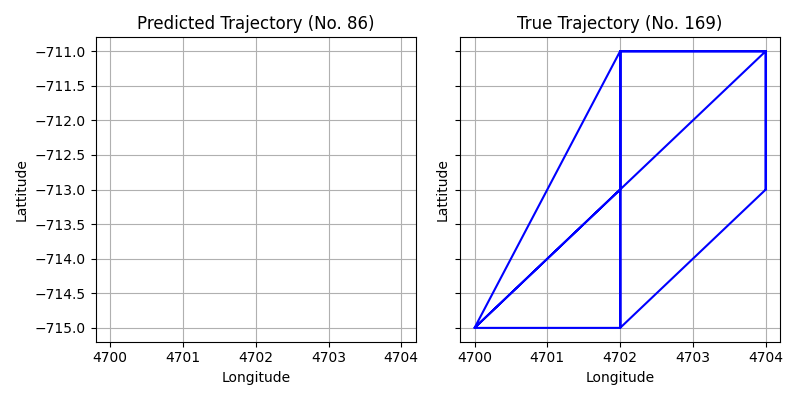 Predicted Trajectory (No. 86)
True Trajectory (No. 169)
Lattitude
−711.0
−711.5
−712.0
−712.5
−713.0
−713.5
−714.0
−714.5
−715.0
4700 4701 4702 4703 4704
Longitude
Lattitude
4700 4701 4702 4703 4704
Longitude